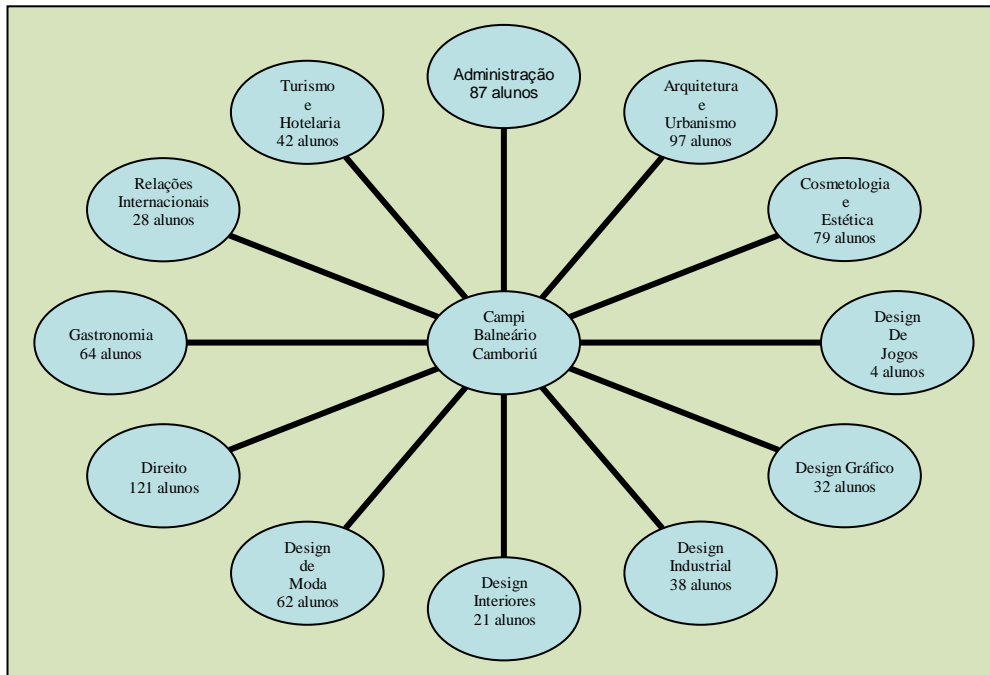 Administração
87 alunos
Arquitetura
e
Urbanismo
97 alunos
Cosmetologia
e
Estética
79 alunos
Design
De
Jogos
4 alunos
Design Gráfico
32 alunos
Design
Industrial
38 alunos
Design
Interiores
21 alunos
Design
de
Moda
62 alunos
Direito
121 alunos
Gastronomia
64 alunos
Relações
Internacionais
28 alunos
Turismo
e
Hotelaria
42 alunos
Campi
Balneário
Camboriú